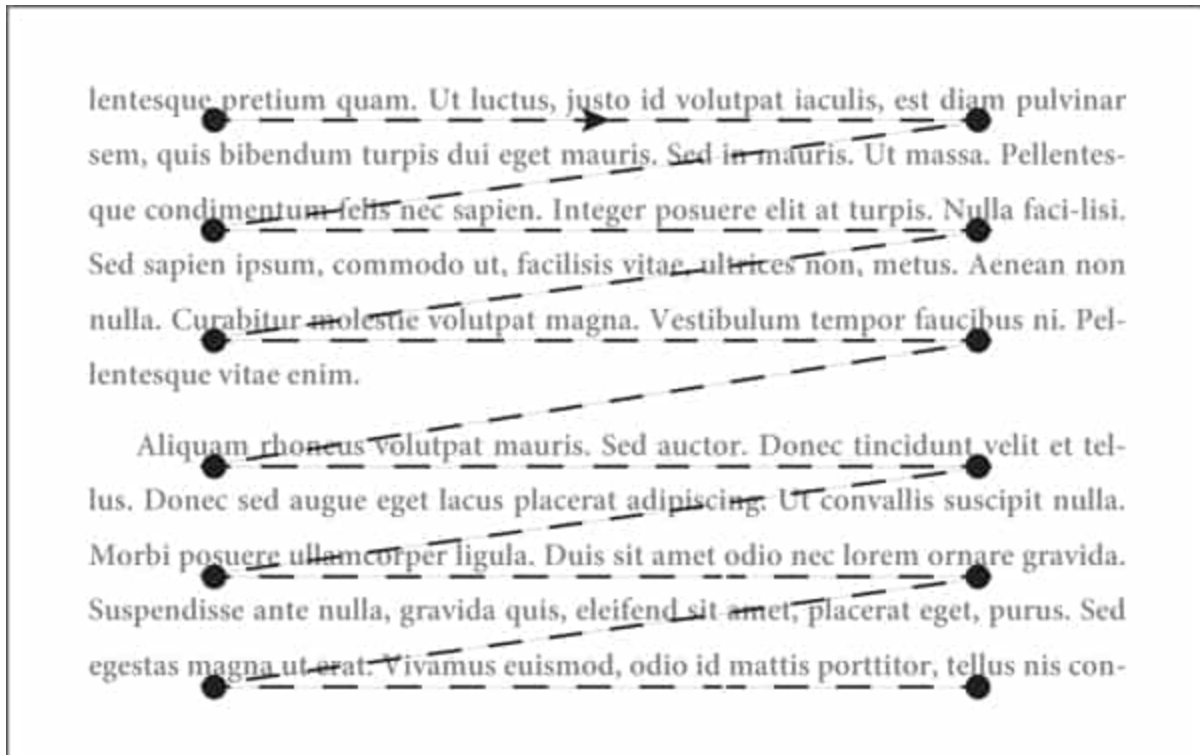 lentesque pretium quam. Ut luctus, justo id volutpat iaculis, est diam pulvinar
sem, quis bibendum turpis dui eget mauris. Sed in mauris. Ut massa. Pellentes-
que condimentum felis nec sapien. Integer posuere elit at turpis. Nulla faci-lisi.
Sed sapien ipsum, commodo ut, facilisis vitae, ultrices non, metus. Aenean non
nulla. Curabitur molestie volutpat magna. Vestibulum tempor faucibus ni. Pel-
lentesque vitae enim.
Aliquam rhoncus volutpat mauris. Sed auctor. Donec tincidunt velit et tel-
lus. Donec sed augue eget lacus placerat adipiscing. Ut convallis suscipit nulla.
Morbi posuere ullamcorper ligula. Duis sit amet odio nec lorem ornare gravida.
Suspendisse ante nulla, gravida quis, eleifend sit amet, placerat eget, purus. Sed
egestas magna ut erat. Vivamus euismod, odio id mattis porttitor, tellus nis con-